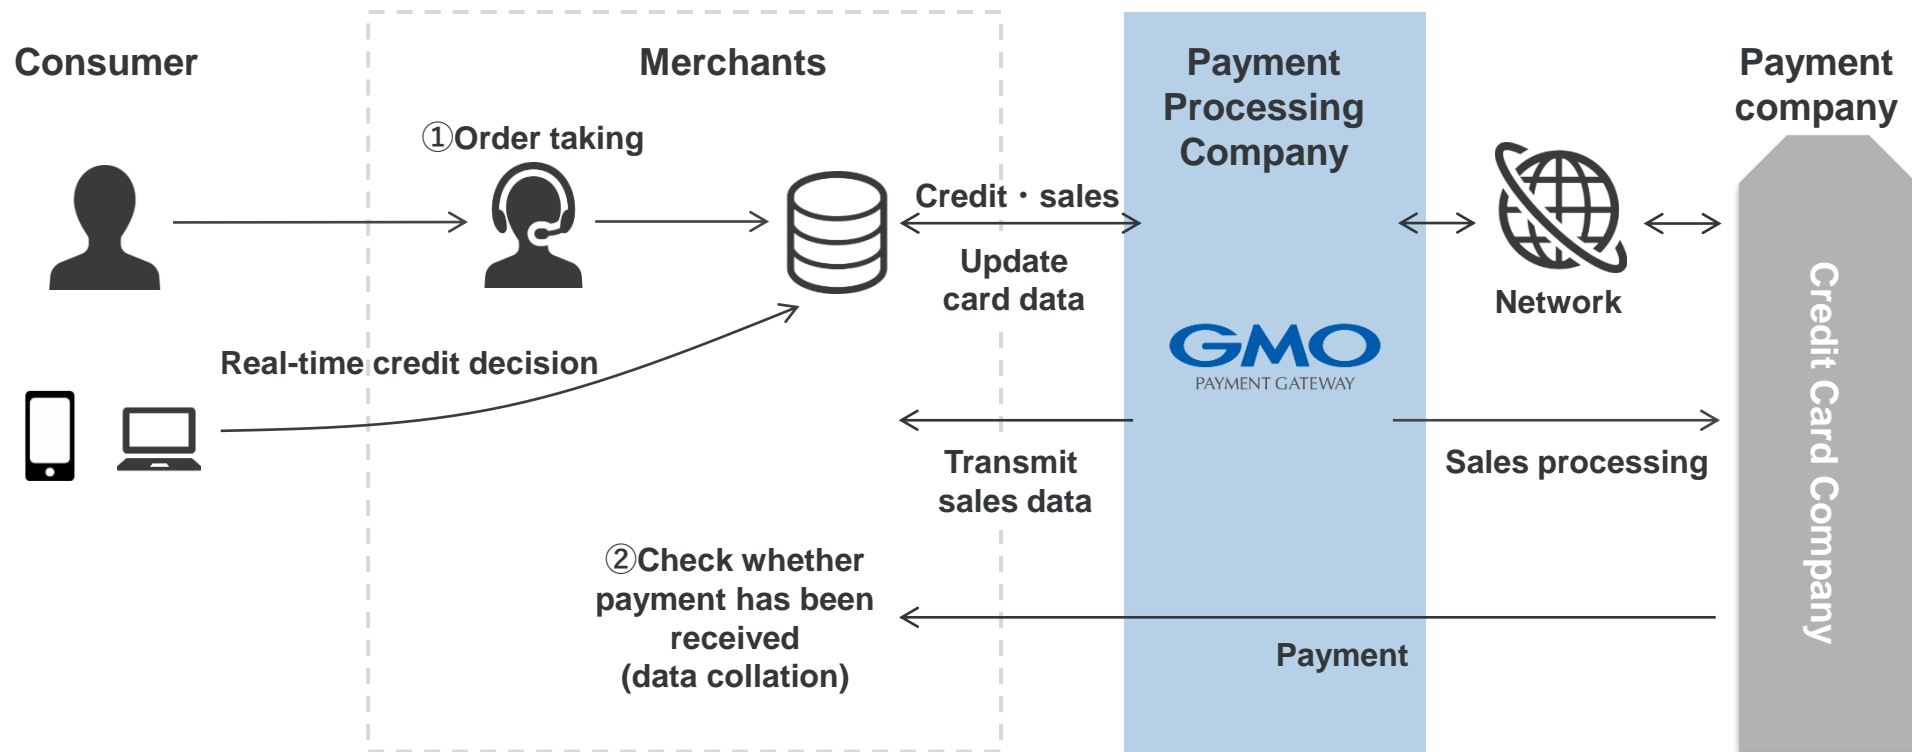 Consumer
Merchants
Payment
Processing
Company
Payment
company
①Order taking
Credit・sales
Update
card data
Network
GMO
PAYMENT GATEWAY
Real-time credit decision
Transmit
sales data
Sales processing
Credit Card Company
②Check whether
payment has been
received
(data collation)
Payment